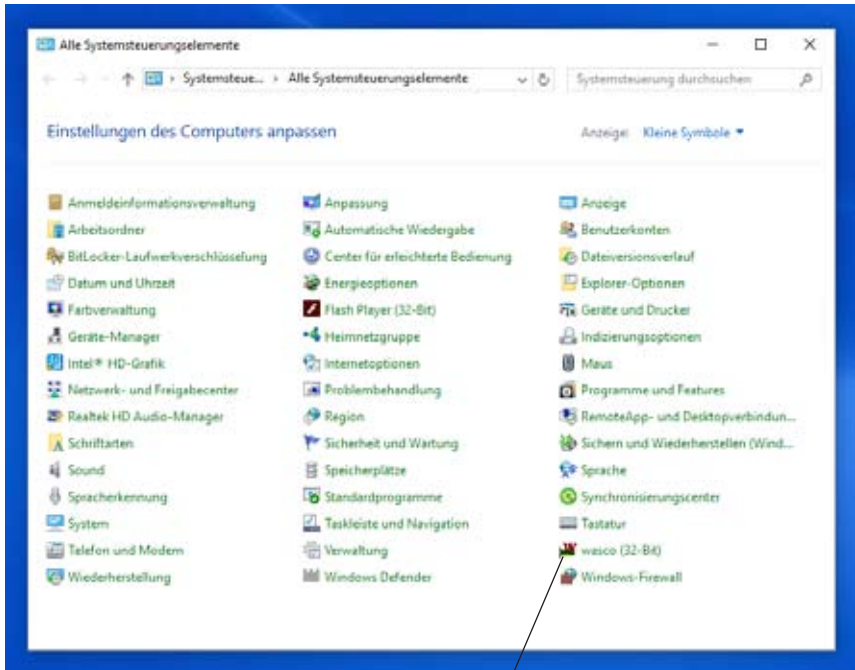 Alle Systemsteuerungselemente
Systemsteue... › Alle Systemsteuerungselemente
Systemsteuerung durchsuchen
Einstellungen des Computers anpassen
Anzeige: Kleine Symbole
Anmeldeinformationsverwaltung Anpassung Anzeige
Arbeitsordner Automatische Wiedergabe Benutzerkonten
BitLocker-Laufwerkverschlüsselung Center für erleichterte Bedienung Dateiversionsverlauf
Datum und Uhrzeit Energieoptionen Explorer-Optionen
Farbverwaltung Flash Player (32-Bit) Geräte und Drucker
Geräte-Manager Heimnetzgruppe Indizierungsoptionen
Intel® HD-Grafik Internetoptionen Maus
Netzwerk- und Freigabecenter Problembehandlung Programme und Features
Realtek HD Audio-Manager Region RemoteApp- und Desktopverbindun...
Schriftarten Sicherheit und Wartung Sichern und Wiederherstellen (Wind...
Sound Speicherplätze Sprache
Spracherkennung Standardprogramme Synchronisierungscenter
System Taskleiste und Navigation Tastatur
Telefon und Modem Verwaltung wasco (32-Bit)
Wiederherstellung Windows Defender Windows-Firewall